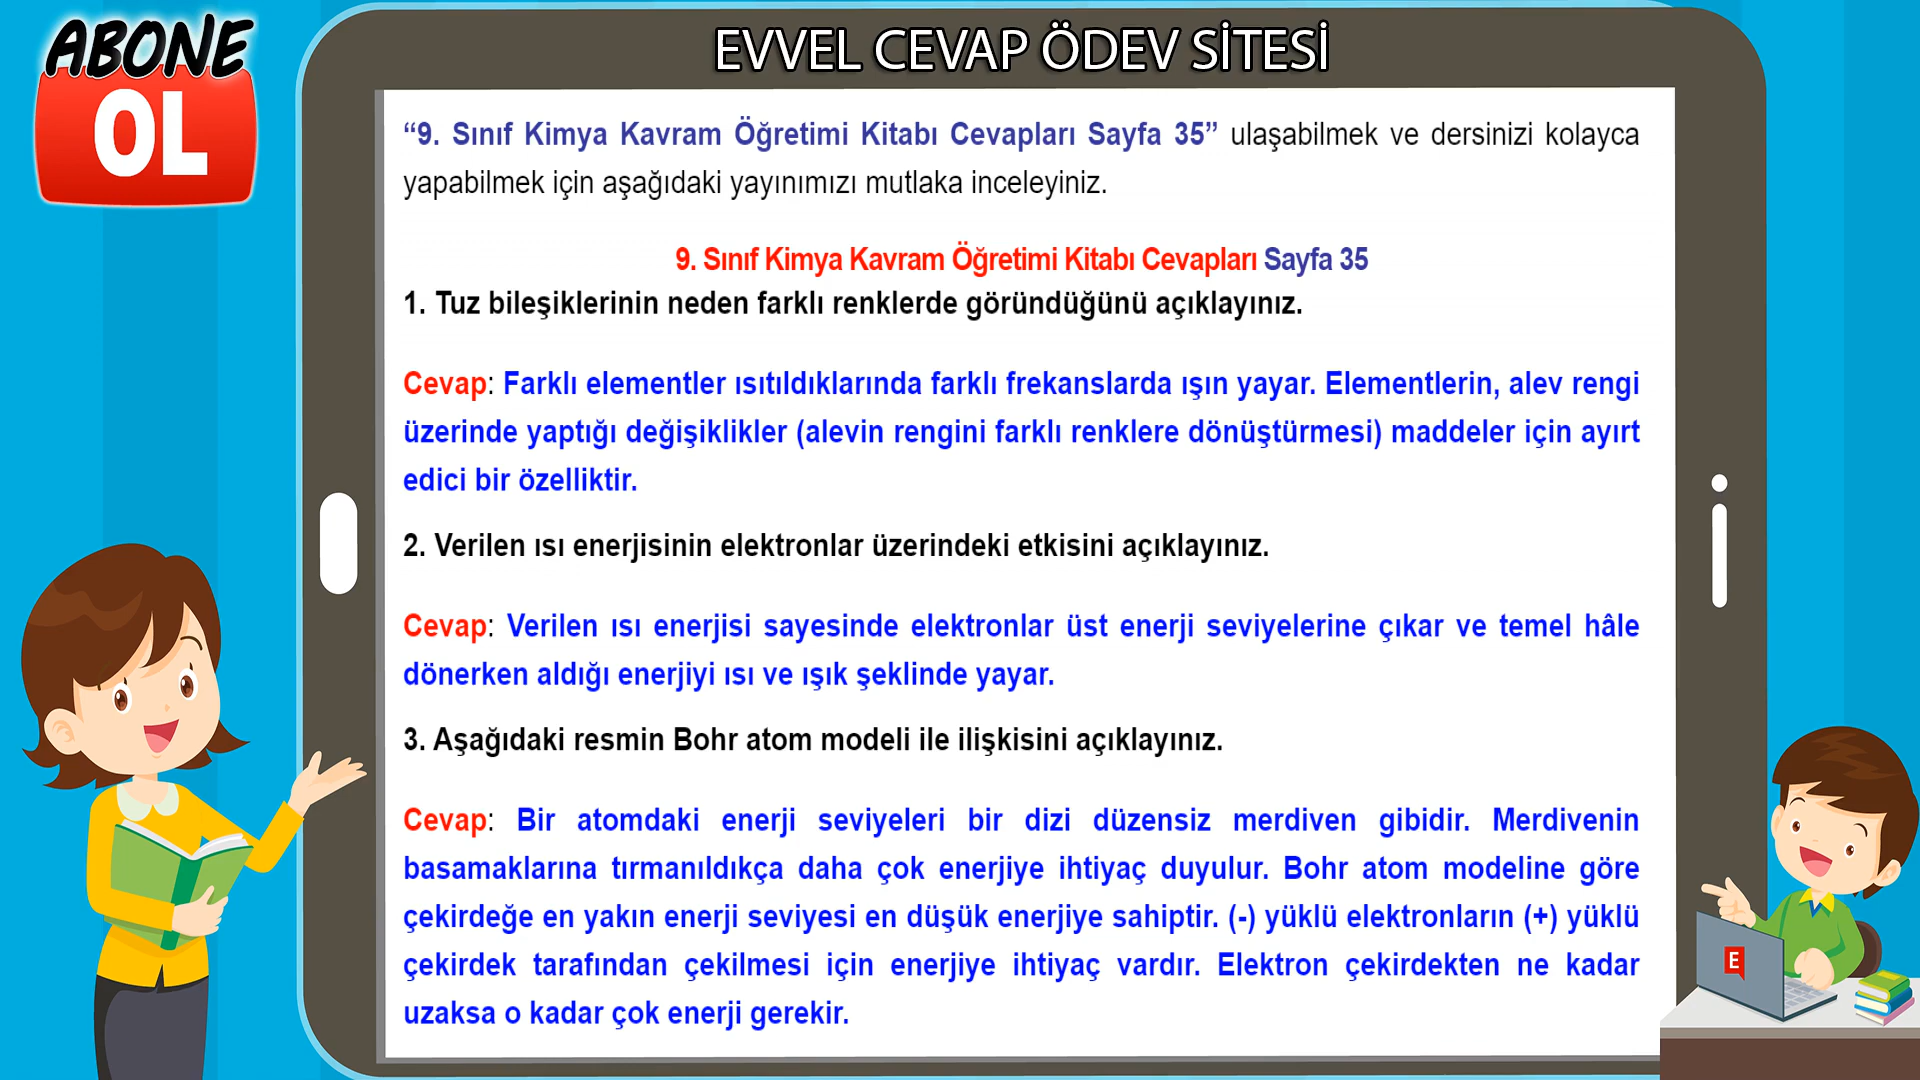 ABONE
OL
EVVEL CEVAP ÖDEV SİTESİ
“9. Sınıf Kimya Kavram Öğretimi Kitabı Cevapları Sayfa 35” ulaşabilmek ve dersinizi kolayca
yapabilmek için aşağıdaki yayınımızı mutlaka inceleyiniz.
9. Sınıf Kimya Kavram Öğretimi Kitabı Cevapları Sayfa 35
1. Tuz bileşiklerinin neden farklı renklerde göründüğünü açıklayınız.
Cevap: Farklı elementler ısıtıldıklarında farklı frekanslarda ışın yayar. Elementlerin, alev rengi
üzerinde yaptığı değişiklikler (alevin rengini farklı renklere dönüştürmesi) maddeler için ayırt
edici bir özelliktir.
2. Verilen ısı enerjisinin elektronlar üzerindeki etkisini açıklayınız.
Cevap: Verilen ısı enerjisi sayesinde elektronlar üst enerji seviyelerine çıkar ve temel hâle
dönerken aldığı enerjiyi ısı ve ışık şeklinde yayar.
3. Aşağıdaki resmin Bohr atom modeli ile ilişkisini açıklayınız.
Cevap: Bir atomdaki enerji seviyeleri bir dizi düzensiz merdiven gibidir. Merdivenin
basamaklarına tırmanıldıkça daha çok enerjiye ihtiyaç duyulur. Bohr atom modeline göre
çekirdeğe en yakın enerji seviyesi en düşük enerjiye sahiptir. (-) yüklü elektronların (+) yüklü
çekirdek tarafından çekilmesi için enerjiye ihtiyaç vardır. Elektron çekirdekten ne kadar
uzaksa o kadar çok enerji gerekir.
E